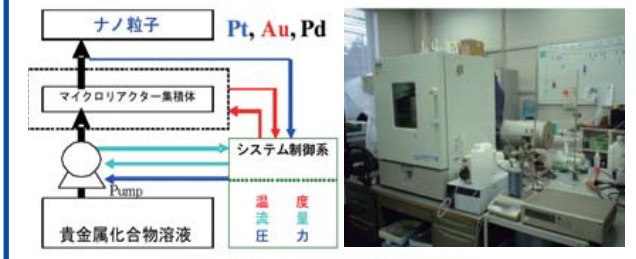 ナノ粒子
Pt, Au, Pd
マイクロリアクター集積体
システム制御系
Pump
温 度
流 量
圧 力
貴金属化合物溶液